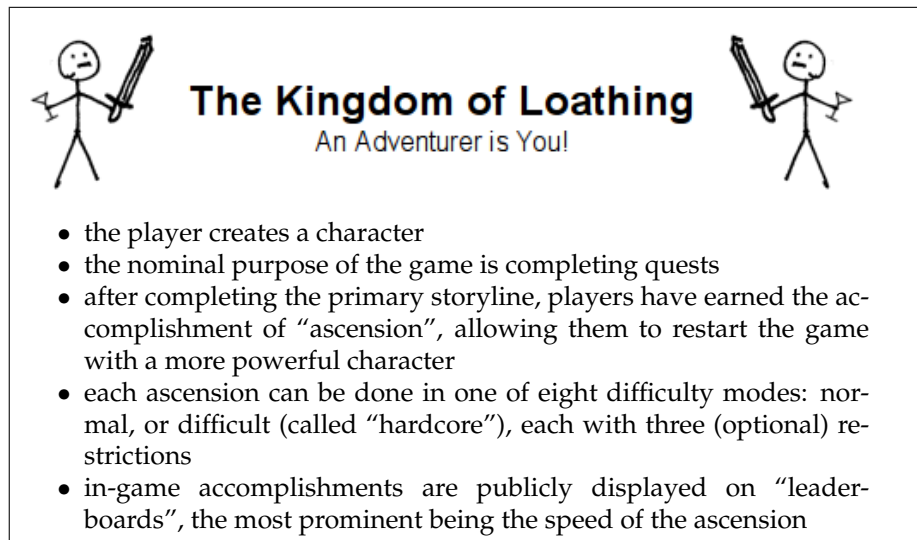 The Kingdom of Loathing
An Adventurer is You!
• the player creates a character
• the nominal purpose of the game is completing quests
• after completing the primary storyline, players have earned the ac-
complishment of “ascension”, allowing them to restart the game
with a more powerful character
• each ascension can be done in one of eight difficulty modes: nor-
mal, or difficult (called “hardcore”), each with three (optional) re-
strictions
• in-game accomplishments are publicly displayed on “leader-
boards”, the most prominent being the speed of the ascension